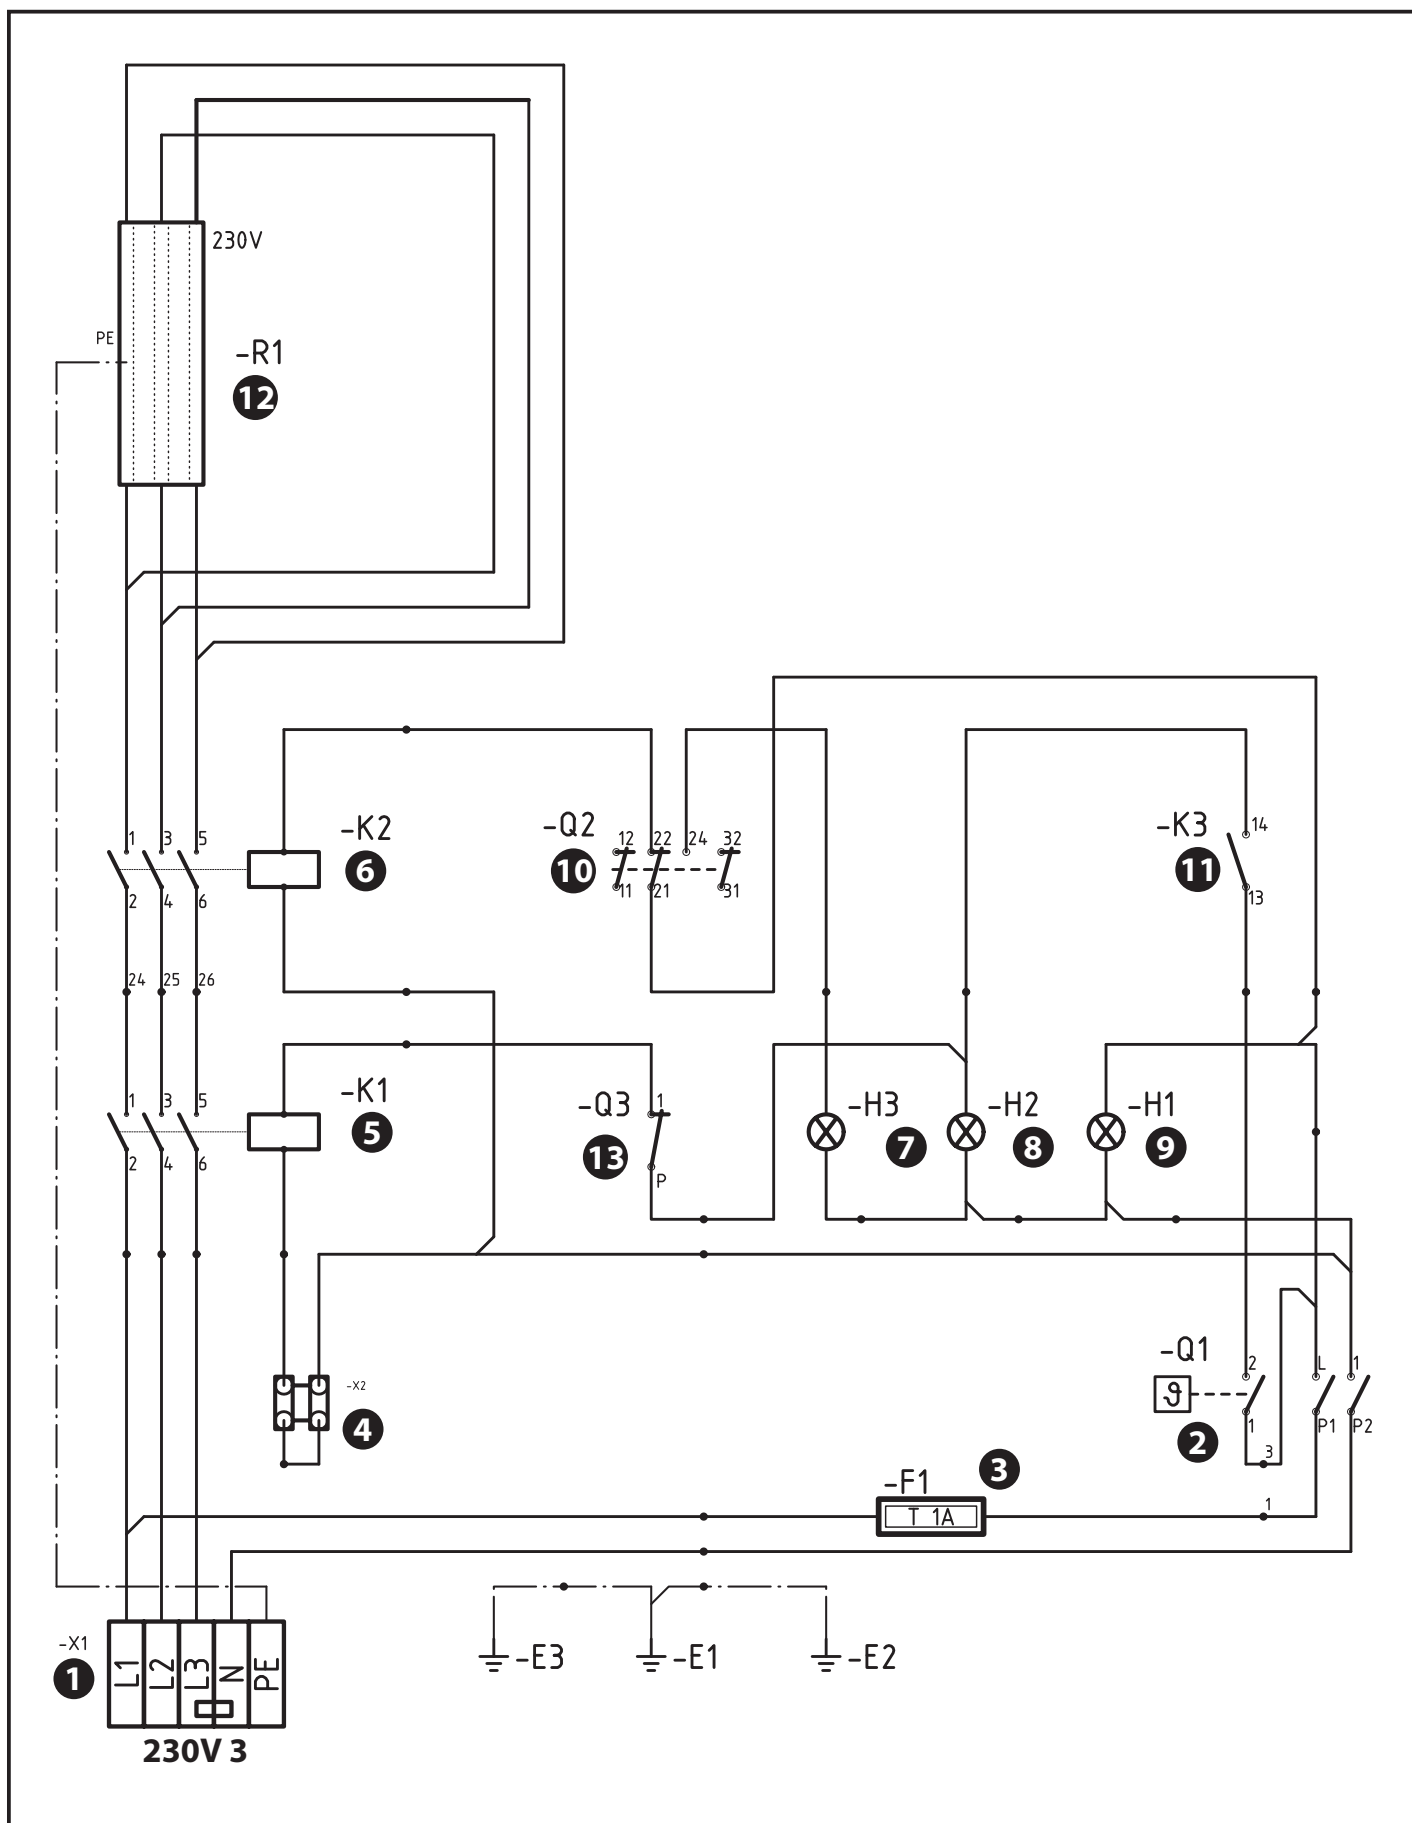 230V
PE
-R1
12
-K2
-Q2
-K3
14
1 3 5
12 22 24 32
6
10
11
2 4 6
11 21 31
13
24 25 26
-K1
-Q3
1
-H3
-H2
-H1
1 3 5
5
13
7
8
9
2 4 6
P
-Q1
2
L
1
-X2
ϑ
4
2
1
P1
P2
3
3
-F1
T 1A
1
-X1
1
L1
L2
L3
N
PE
-E3
-E1
-E2
230V 3